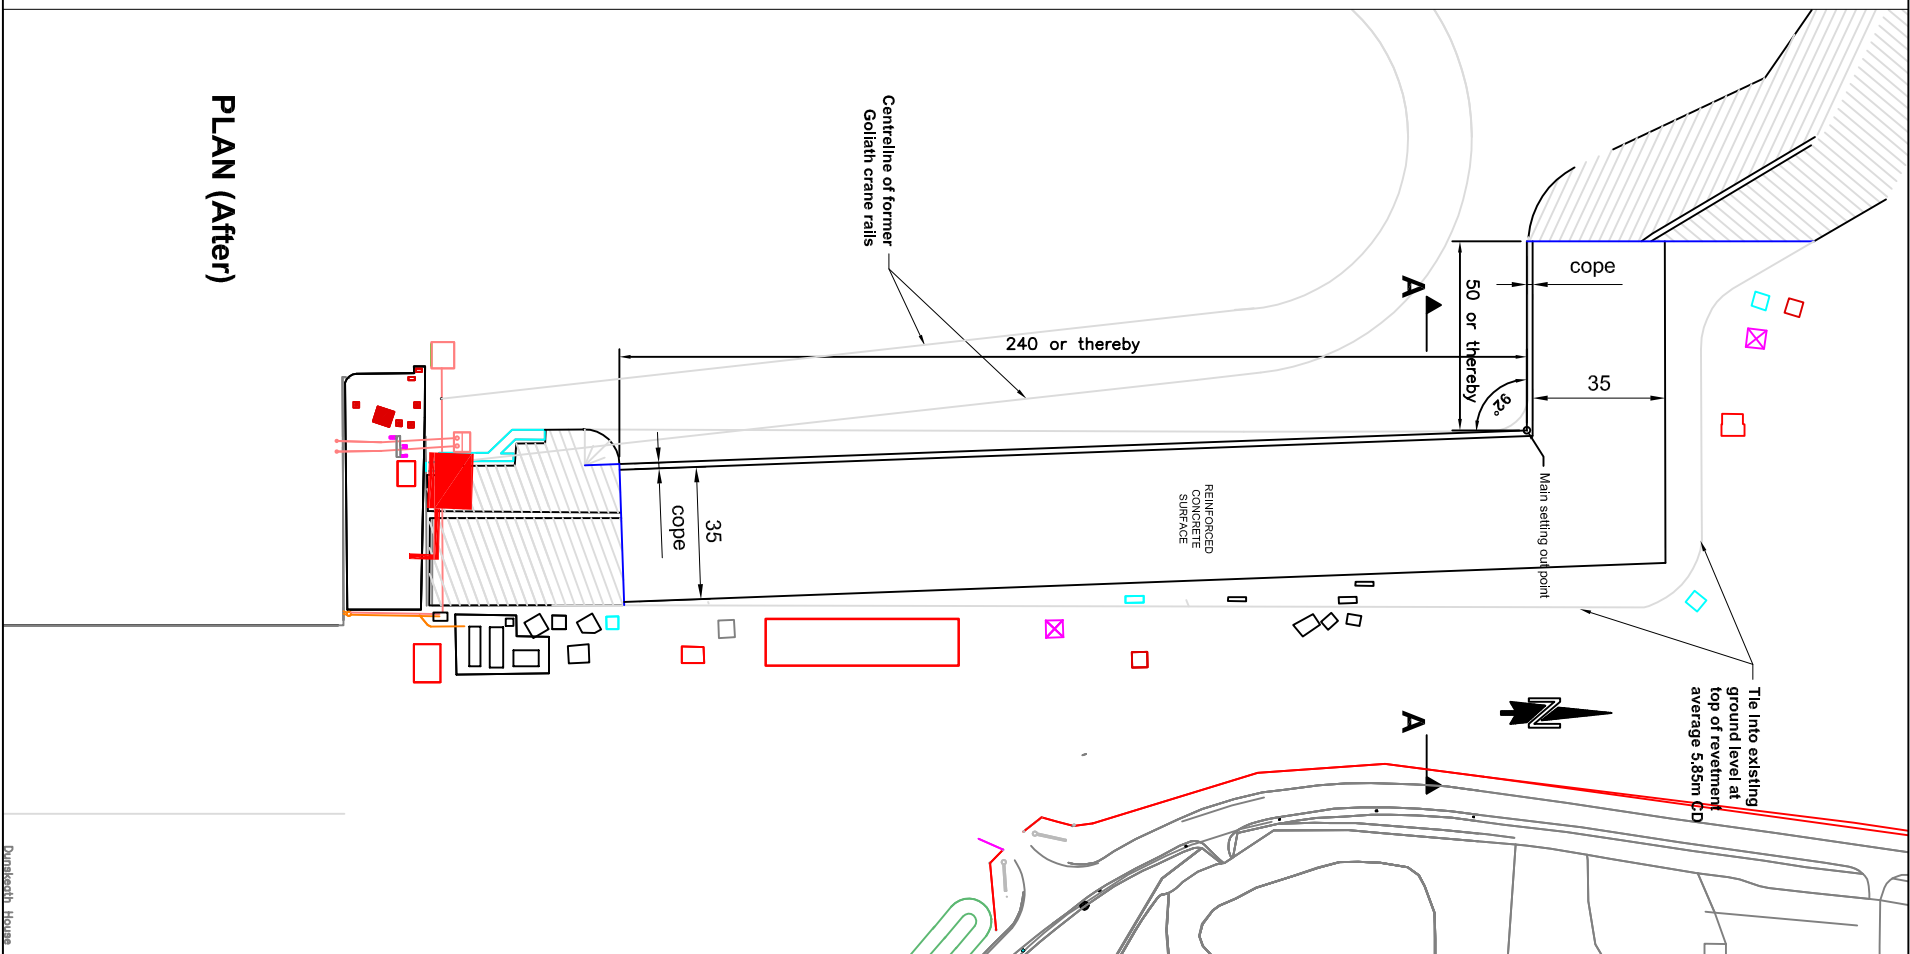 PLAN (After)
Centreline of former
Goliath crane rails
240 or thereby
A
50 or thereby
92°
cope
35
cope
35
REINFORCED
CONCRETE
SURFACE
Main setting out point
Tie into existing
ground level at
top of revetment
average 5.85m CD
N
A
Dunskeath House